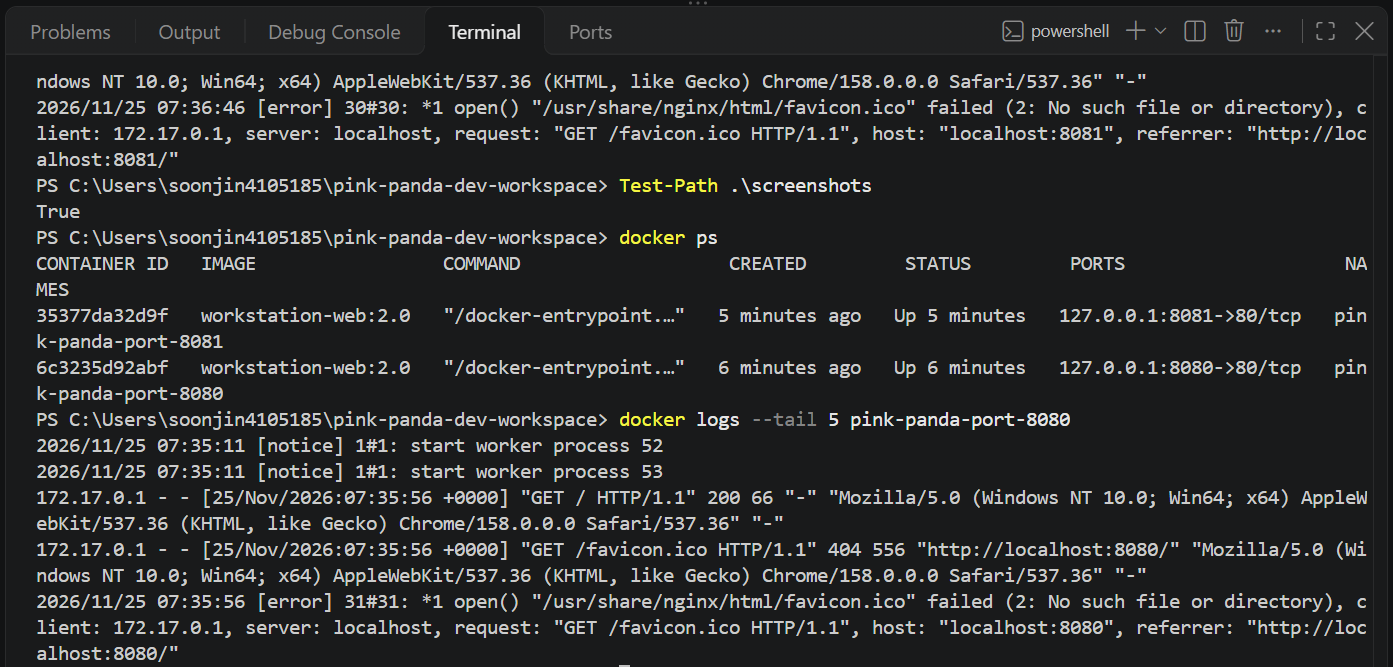 Problems Output Debug Console Terminal Ports powershell
ndows NT 10.0; Win64; x64) AppleWebKit/537.36 (KHTML, like Gecko) Chrome/158.0.0.0 Safari/537.36" "-"
2026/11/25 07:36:46 [error] 30#30: *1 open() "/usr/share/nginx/html/favicon.ico" failed (2: No such file or directory), c
lient: 172.17.0.1, server: localhost, request: "GET /favicon.ico HTTP/1.1", host: "localhost:8081", referrer: "http://loc
alhost:8081/"
PS C:\Users\soonjin4105185\pink-panda-dev-workspace> Test-Path .\screenshots
True
PS C:\Users\soonjin4105185\pink-panda-dev-workspace> docker ps
CONTAINER ID   IMAGE                 COMMAND                   CREATED         STATUS         PORTS                    NA
MES
35377da32d9f   workstation-web:2.0   "/docker-entrypoint.…"   5 minutes ago   Up 5 minutes   127.0.0.1:8081->80/tcp   pin
k-panda-port-8081
6c3235d92abf   workstation-web:2.0   "/docker-entrypoint.…"   6 minutes ago   Up 6 minutes   127.0.0.1:8080->80/tcp   pin
k-panda-port-8080
PS C:\Users\soonjin4105185\pink-panda-dev-workspace> docker logs --tail 5 pink-panda-port-8080
2026/11/25 07:35:11 [notice] 1#1: start worker process 52
2026/11/25 07:35:11 [notice] 1#1: start worker process 53
172.17.0.1 - - [25/Nov/2026:07:35:56 +0000] "GET / HTTP/1.1" 200 66 "-" "Mozilla/5.0 (Windows NT 10.0; Win64; x64) AppleW
ebKit/537.36 (KHTML, like Gecko) Chrome/158.0.0.0 Safari/537.36" "-"
172.17.0.1 - - [25/Nov/2026:07:35:56 +0000] "GET /favicon.ico HTTP/1.1" 404 556 "http://localhost:8080/" "Mozilla/5.0 (Wi
ndows NT 10.0; Win64; x64) AppleWebKit/537.36 (KHTML, like Gecko) Chrome/158.0.0.0 Safari/537.36" "-"
2026/11/25 07:35:56 [error] 31#31: *1 open() "/usr/share/nginx/html/favicon.ico" failed (2: No such file or directory), c
lient: 172.17.0.1, server: localhost, request: "GET /favicon.ico HTTP/1.1", host: "localhost:8080", referrer: "http://loc
alhost:8080/"